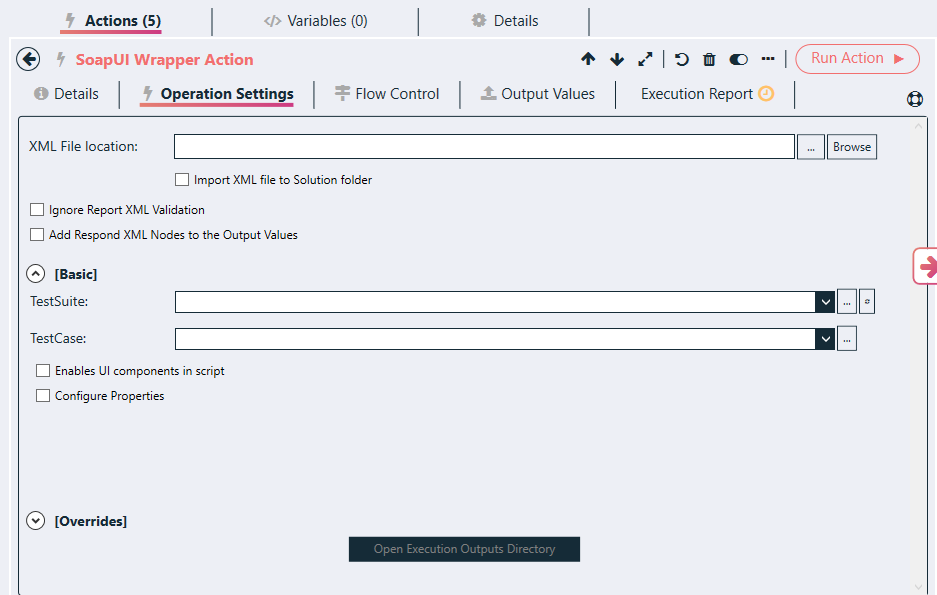 Actions (5) </> Variables (0) Details
SoapUI Wrapper Action Run Action
Details Operation Settings Flow Control Output Values Execution Report
XML File location: ... Browse
Import XML file to Solution folder
Ignore Report XML Validation
Add Respond XML Nodes to the Output Values
[Basic]
TestSuite: ...
TestCase: ...
Enables UI components in script
Configure Properties
[Overrides]
Open Execution Outputs Directory